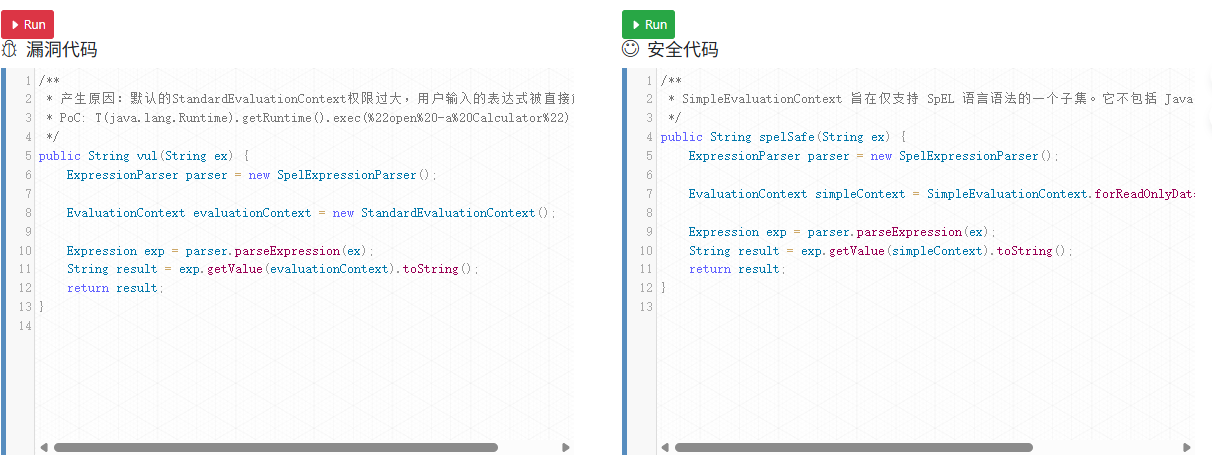 Run
漏洞代码
1 /**
2 * 产生原因：默认的StandardEvaluationContext权限过大，用户输入的表达式被直接
3 * PoC: T(java.lang.Runtime).getRuntime().exec(%22open%20-a%20Calculator%22)
4 */
5 public String vul(String ex) {
6 ExpressionParser parser = new SpelExpressionParser();
7
8 EvaluationContext evaluationContext = new StandardEvaluationContext();
9
10 Expression exp = parser.parseExpression(ex);
11 String result = exp.getValue(evaluationContext).toString();
12 return result;
13 }
14
Run
安全代码
1 /**
2 * SimpleEvaluationContext 旨在仅支持 SpEL 语言语法的一个子集。它不包括 Java
3 */
4 public String spelSafe(String ex) {
5 ExpressionParser parser = new SpelExpressionParser();
6
7 EvaluationContext simpleContext = SimpleEvaluationContext.forReadOnlyDat
8
9 Expression exp = parser.parseExpression(ex);
10 String result = exp.getValue(simpleContext).toString();
11 return result;
12 }
13